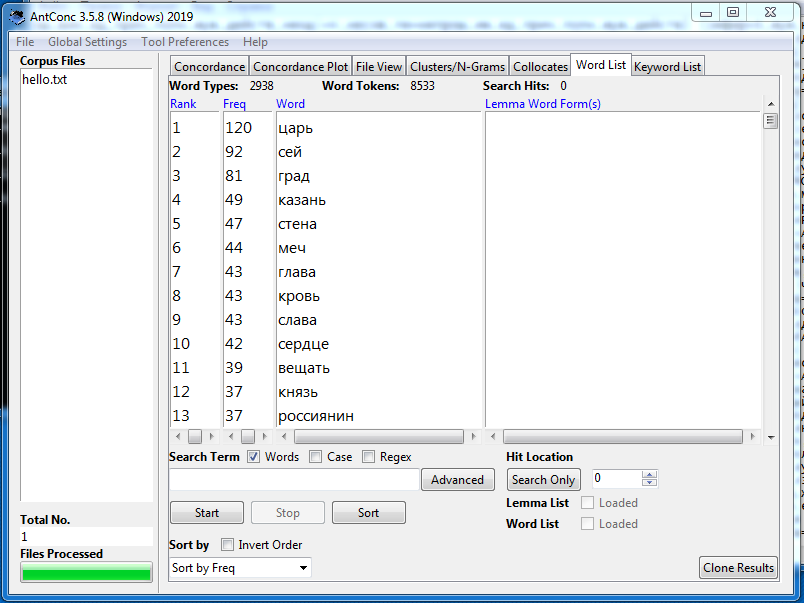 AntConc 3.5.8 (Windows) 2019
File Global Settings Tool Preferences Help
Corpus Files
hello.txt
Total No.
1
Files Processed
Concordance Concordance Plot File View Clusters/N-Grams Collocates Word List Keyword List
Word Types: 2938 Word Tokens: 8533 Search Hits: 0
Rank Freq Word Lemma Word Form(s)
1 120 царь
2 92 сей
3 81 град
4 49 казань
5 47 стена
6 44 меч
7 43 глава
8 43 кровь
9 43 слава
10 42 сердце
11 39 вещать
12 37 князь
13 37 россиянин
Search Term Words Case Regex Hit Location
Advanced Search Only 0
Start Stop Sort Lemma List Loaded
Word List Loaded
Sort by Invert Order
Sort by Freq Clone Results